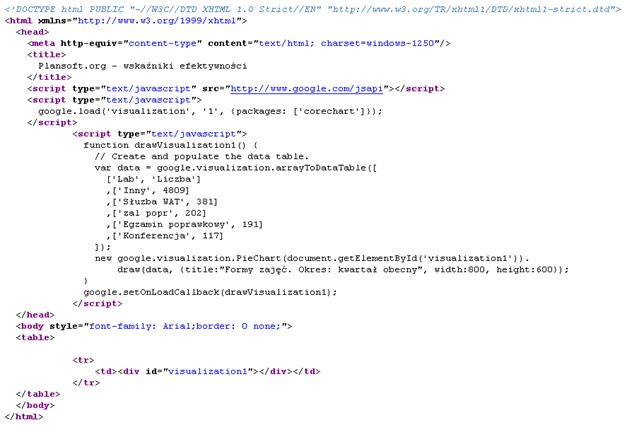 <!DOCTYPE html PUBLIC "-//W3C//DTD XHTML 1.0 Strict//EN" "http://www.w3.org/TR/xhtml1/DTD/xhtml1-strict.dtd">
<html xmlns="http://www.w3.org/1999/xhtml">
<head>
<meta http-equiv="content-type" content="text/html; charset=windows-1250"/>
<title>
Plansoft.org - wskaźniki efektywności
</title>
<script type="text/javascript" src="http://www.google.com/jsapi"></script>
<script type="text/javascript">
google.load('visualization', '1', {packages: ['corechart']});
</script>
<script type="text/javascript">
function drawVisualization1() {
// Create and populate the data table.
var data = google.visualization.arrayToDataTable([
['Lab', 'Liczba']
,['Inny', 4809]
,['Służba WAT', 381]
,['zal popr', 202]
,['Egzamin poprawkowy', 191]
,['Konferencja', 117]
]);
new google.visualization.PieChart(document.getElementById('visualization1')).
draw(data, {title:"Formy zajęć. Okres: kwartał obecny", width:800, height:600});
}
google.setOnLoadCallback(drawVisualization1);
</script>
</head>
<body style="font-family: Arial;border: 0 none;">
<table>
<tr>
<td><div id="visualization1"></div></td>
</tr>
</table>
</body>
</html>